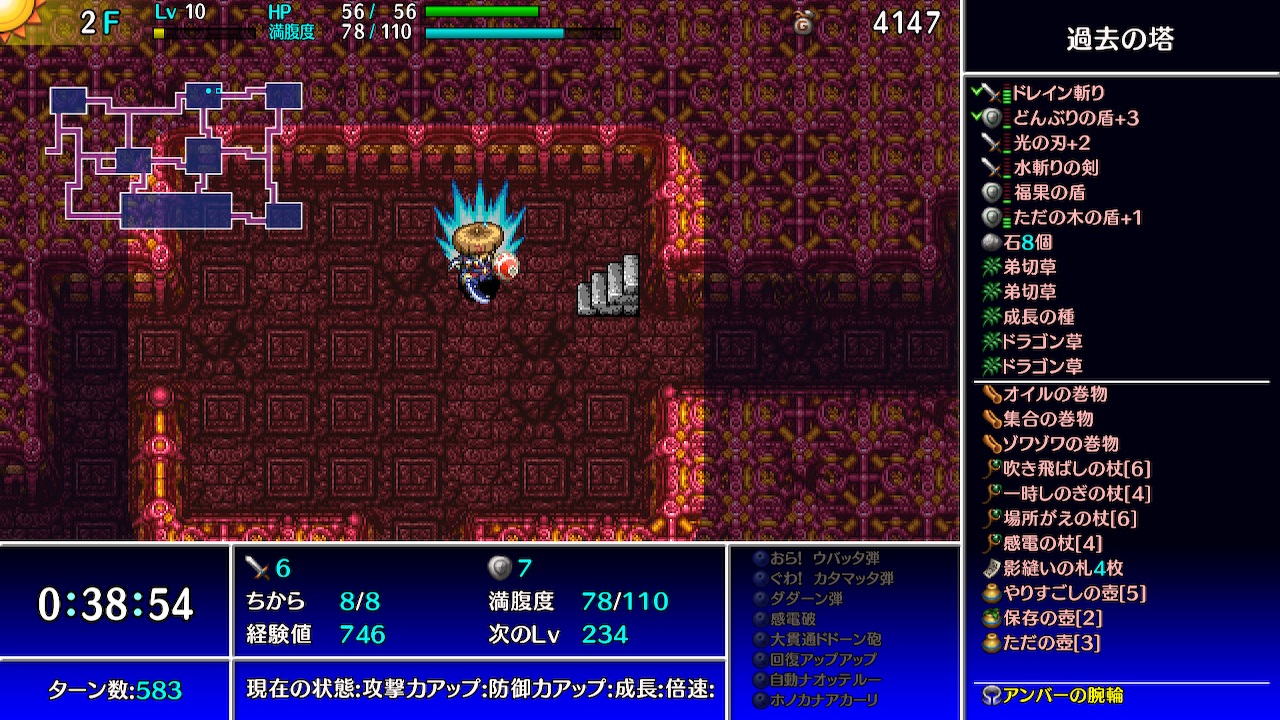 2F Lv 10 HP 56/ 56 4147
満腹度 78/110
過去の塔
ドレイン斬り
どんぶりの盾+3
光の刃+2
水斬りの剣
福果の盾
ただの木の盾+1
石8個
弟切草
弟切草
成長の種
ドラゴン草
ドラゴン草
オイルの巻物
集合の巻物
ゾワゾワの巻物
吹き飛ばしの杖[6]
一時しのぎの杖[4]
場所がえの杖[6]
感電の杖[4]
影縫いの札4枚
やりすごしの壺[5]
保存の壺[2]
ただの壺[3]
アンバーの腕輪
0:38:54
ターン数:583
6 7
ちから 8/8 満腹度 78/110
経験値 746 次のLv 234
現在の状態:攻撃力アップ:防御力アップ:成長:倍速:
おら! ウバッタ弾
ぐわ! カタマッタ弾
ダダーン弾
感電破
大貫通ドドーン砲
回復アップアップ
自動ナオッテルー
ホノカナアカーリ